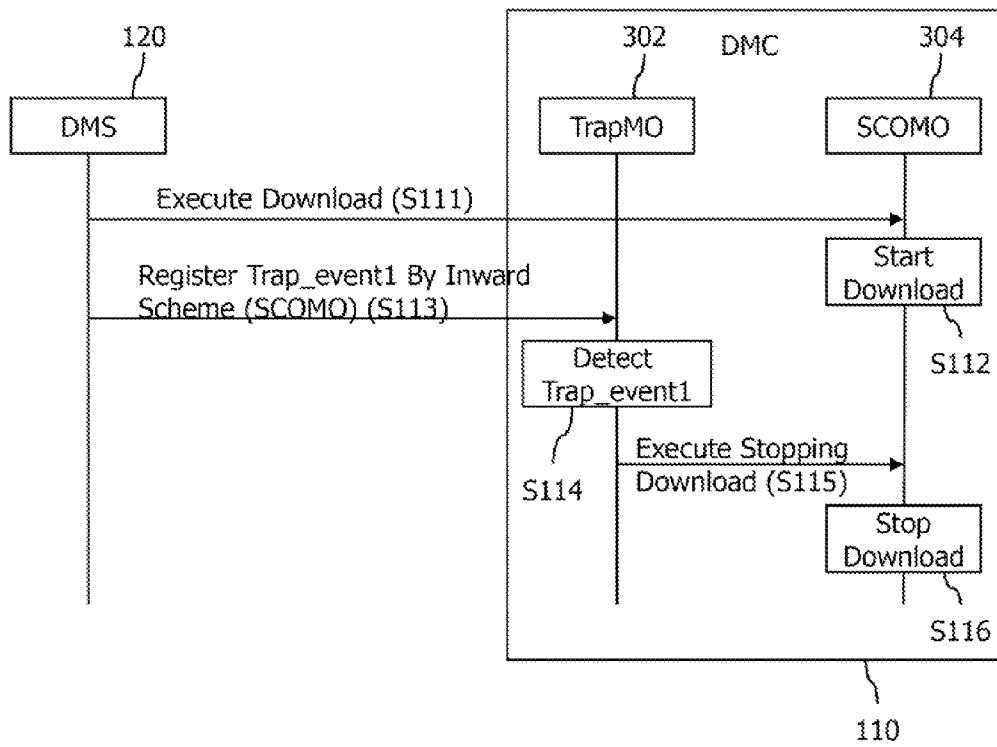 120
302
DMC
304
DMS
TrapMO
SCOMO
Execute Download (S111)
Start
Download
Register Trap_event1 By Inward
Scheme (SCOMO) (S113)
S112
Detect
Trap_event1
Execute Stopping
Download (S115)
S114
Stop
Download
S116
110